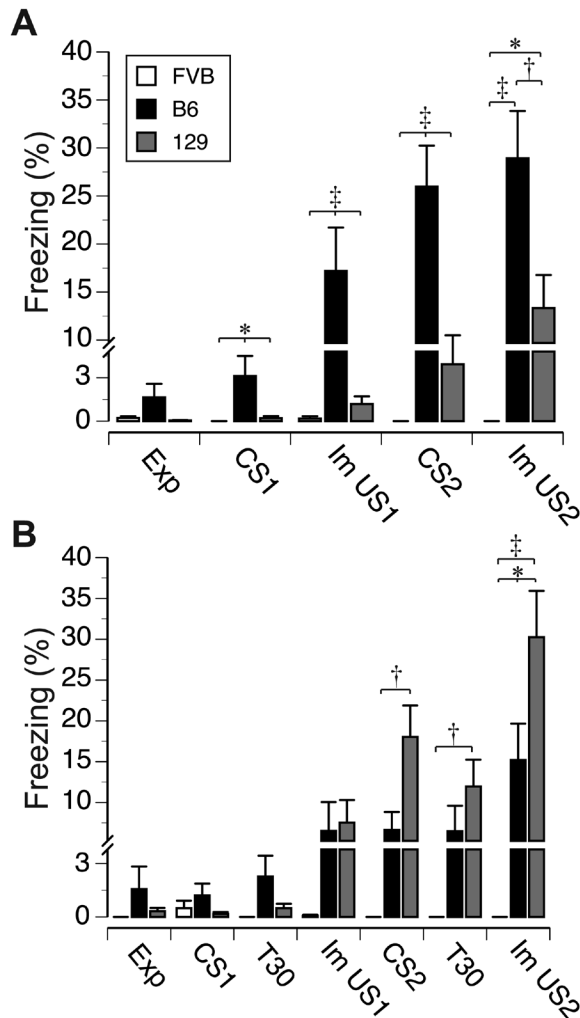 A
Freezing (%)
40
35
30
25
20
15
10
3
0
FVB
B6
129
*
‡
‡
‡
*
†
Exp
CS1
Im US1
CS2
Im US2
B
Freezing (%)
40
35
30
25
20
15
10
3
0
†
†
‡
*
Exp
CS1
T30
Im US1
CS2
T30
Im US2